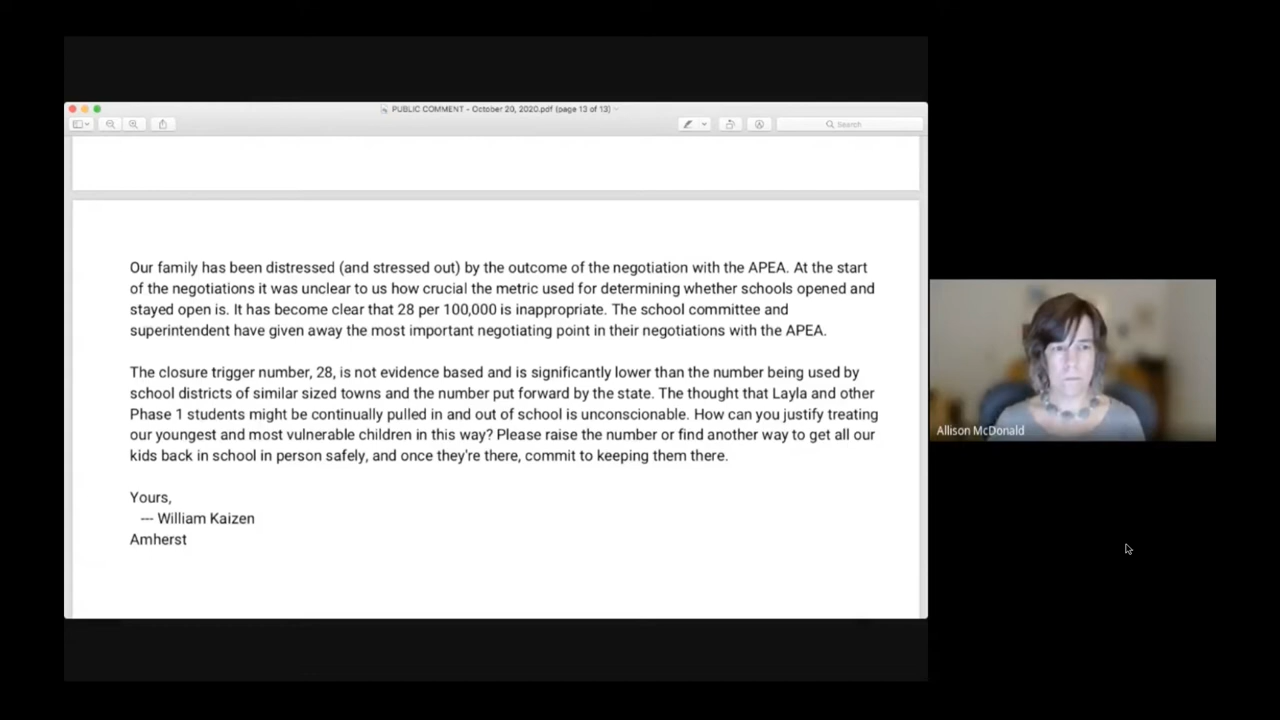 PUBLIC COMMENT - October 20, 2020.pdf (page 13 of 13)
Search
Our family has been distressed (and stressed out) by the outcome of the negotiation with the APEA. At the start
of the negotiations it was unclear to us how crucial the metric used for determining whether schools opened and
stayed open is. It has become clear that 28 per 100,000 is inappropriate. The school committee and
superintendent have given away the most important negotiating point in their negotiations with the APEA.
The closure trigger number, 28, is not evidence based and is significantly lower than the number being used by
school districts of similar sized towns and the number put forward by the state. The thought that Layla and other
Phase 1 students might be continually pulled in and out of school is unconscionable. How can you justify treating
our youngest and most vulnerable children in this way? Please raise the number or find another way to get all our
kids back in school in person safely, and once they're there, commit to keeping them there.
Yours,
--- William Kaizen
Amherst
Allison McDonald